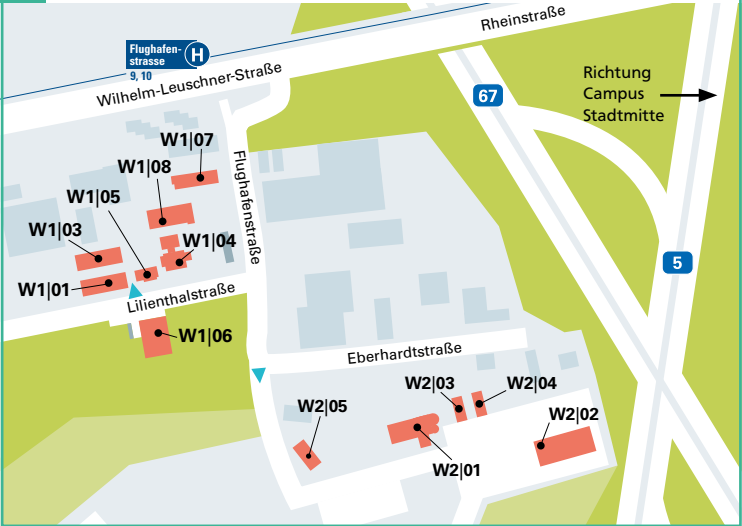 Rheinstraße
Flughafen-
strasse
H
9, 10
Wilhelm-Leuschner-Straße
Richtung
Campus
Stadtmitte
67
W1|07
W1|08
Flughafenstraße
W1|05
W1|03
W1|04
5
W1|01
Lilienthalstraße
W1|06
Eberhardtstraße
W2|03
W2|04
W2|05
W2|02
W2|01